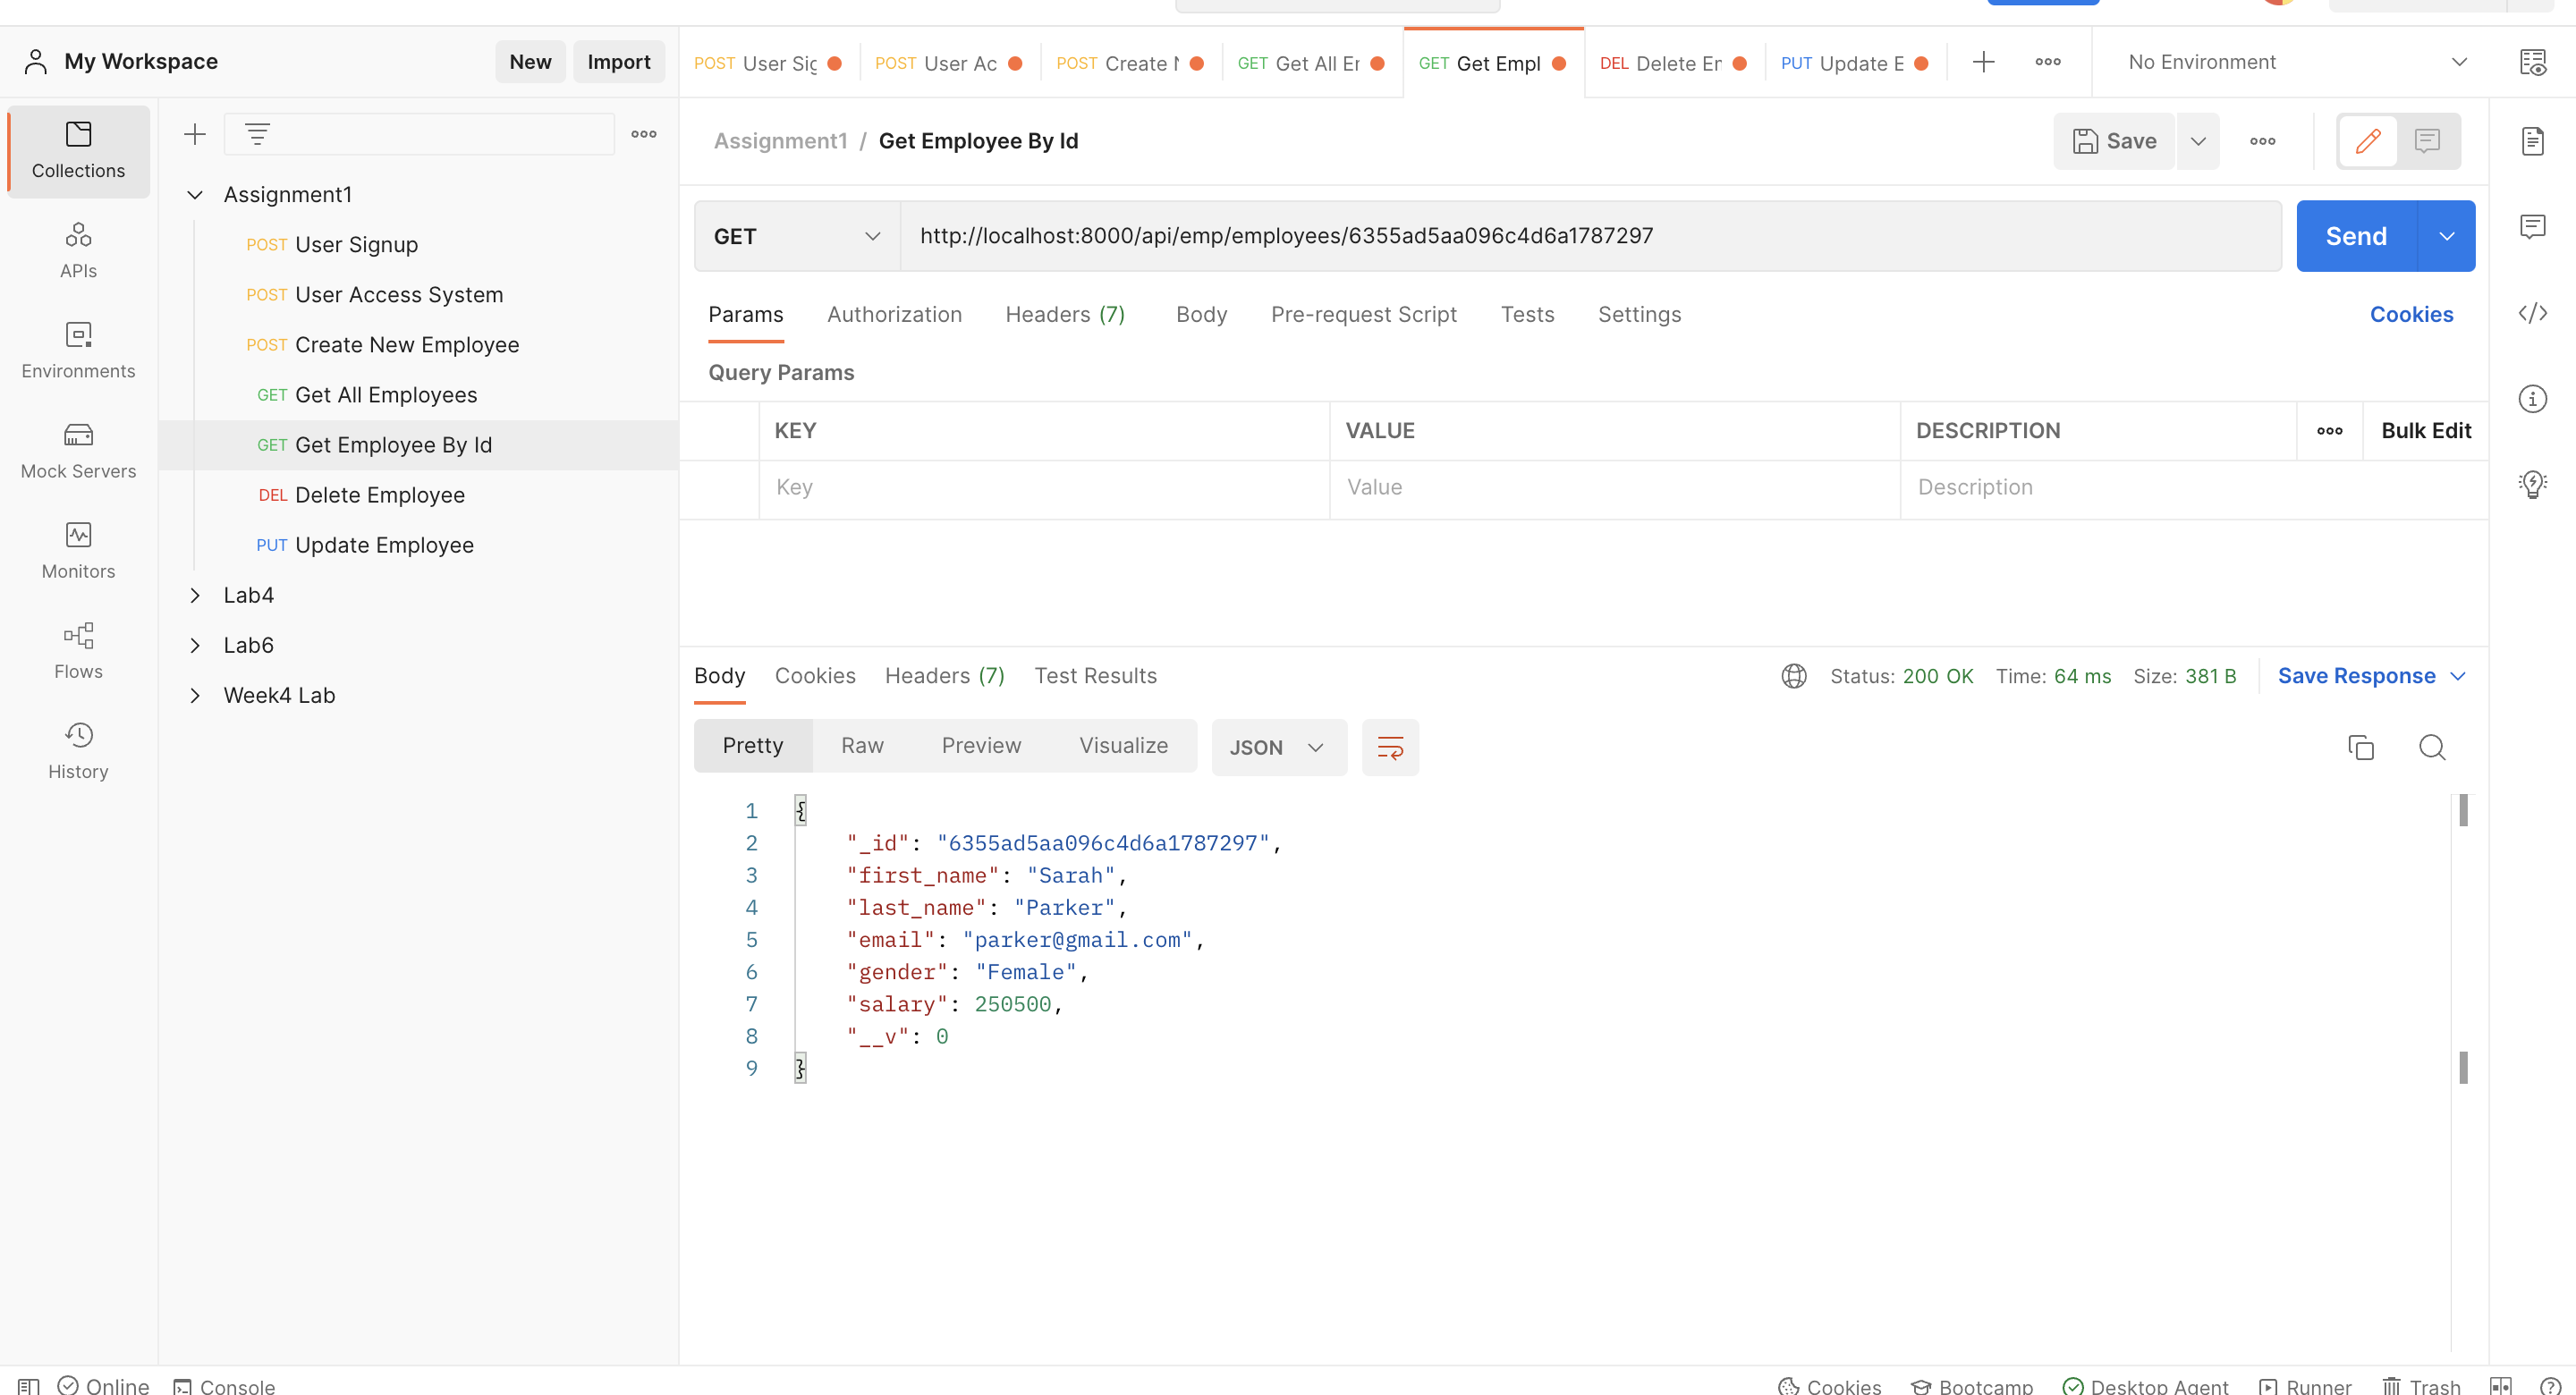 My Workspace
New
Import
POST User Sig
POST User Ac
POST Create N
GET Get All Er
GET Get Empl
DEL Delete Er
PUT Update E
No Environment
Collections
APIs
Environments
Mock Servers
Monitors
Flows
History
Assignment1
POST User Signup
POST User Access System
POST Create New Employee
GET Get All Employees
GET Get Employee By Id
DEL Delete Employee
PUT Update Employee
Lab4
Lab6
Week4 Lab
Assignment1 / Get Employee By Id
Save
GET
http://localhost:8000/api/emp/employees/6355ad5aa096c4d6a1787297
Send
Params Authorization Headers (7) Body Pre-request Script Tests Settings Cookies
Query Params
KEY VALUE DESCRIPTION Bulk Edit
Key Value Description
Body Cookies Headers (7) Test Results
Status: 200 OK Time: 64 ms Size: 381 B Save Response
Pretty Raw Preview Visualize JSON
1 {
2 "_id": "6355ad5aa096c4d6a1787297",
3 "first_name": "Sarah",
4 "last_name": "Parker",
5 "email": "parker@gmail.com",
6 "gender": "Female",
7 "salary": 250500,
8 "__v": 0
9 }
Online Console Cookies Bootcamp Desktop Agent Runner Trash